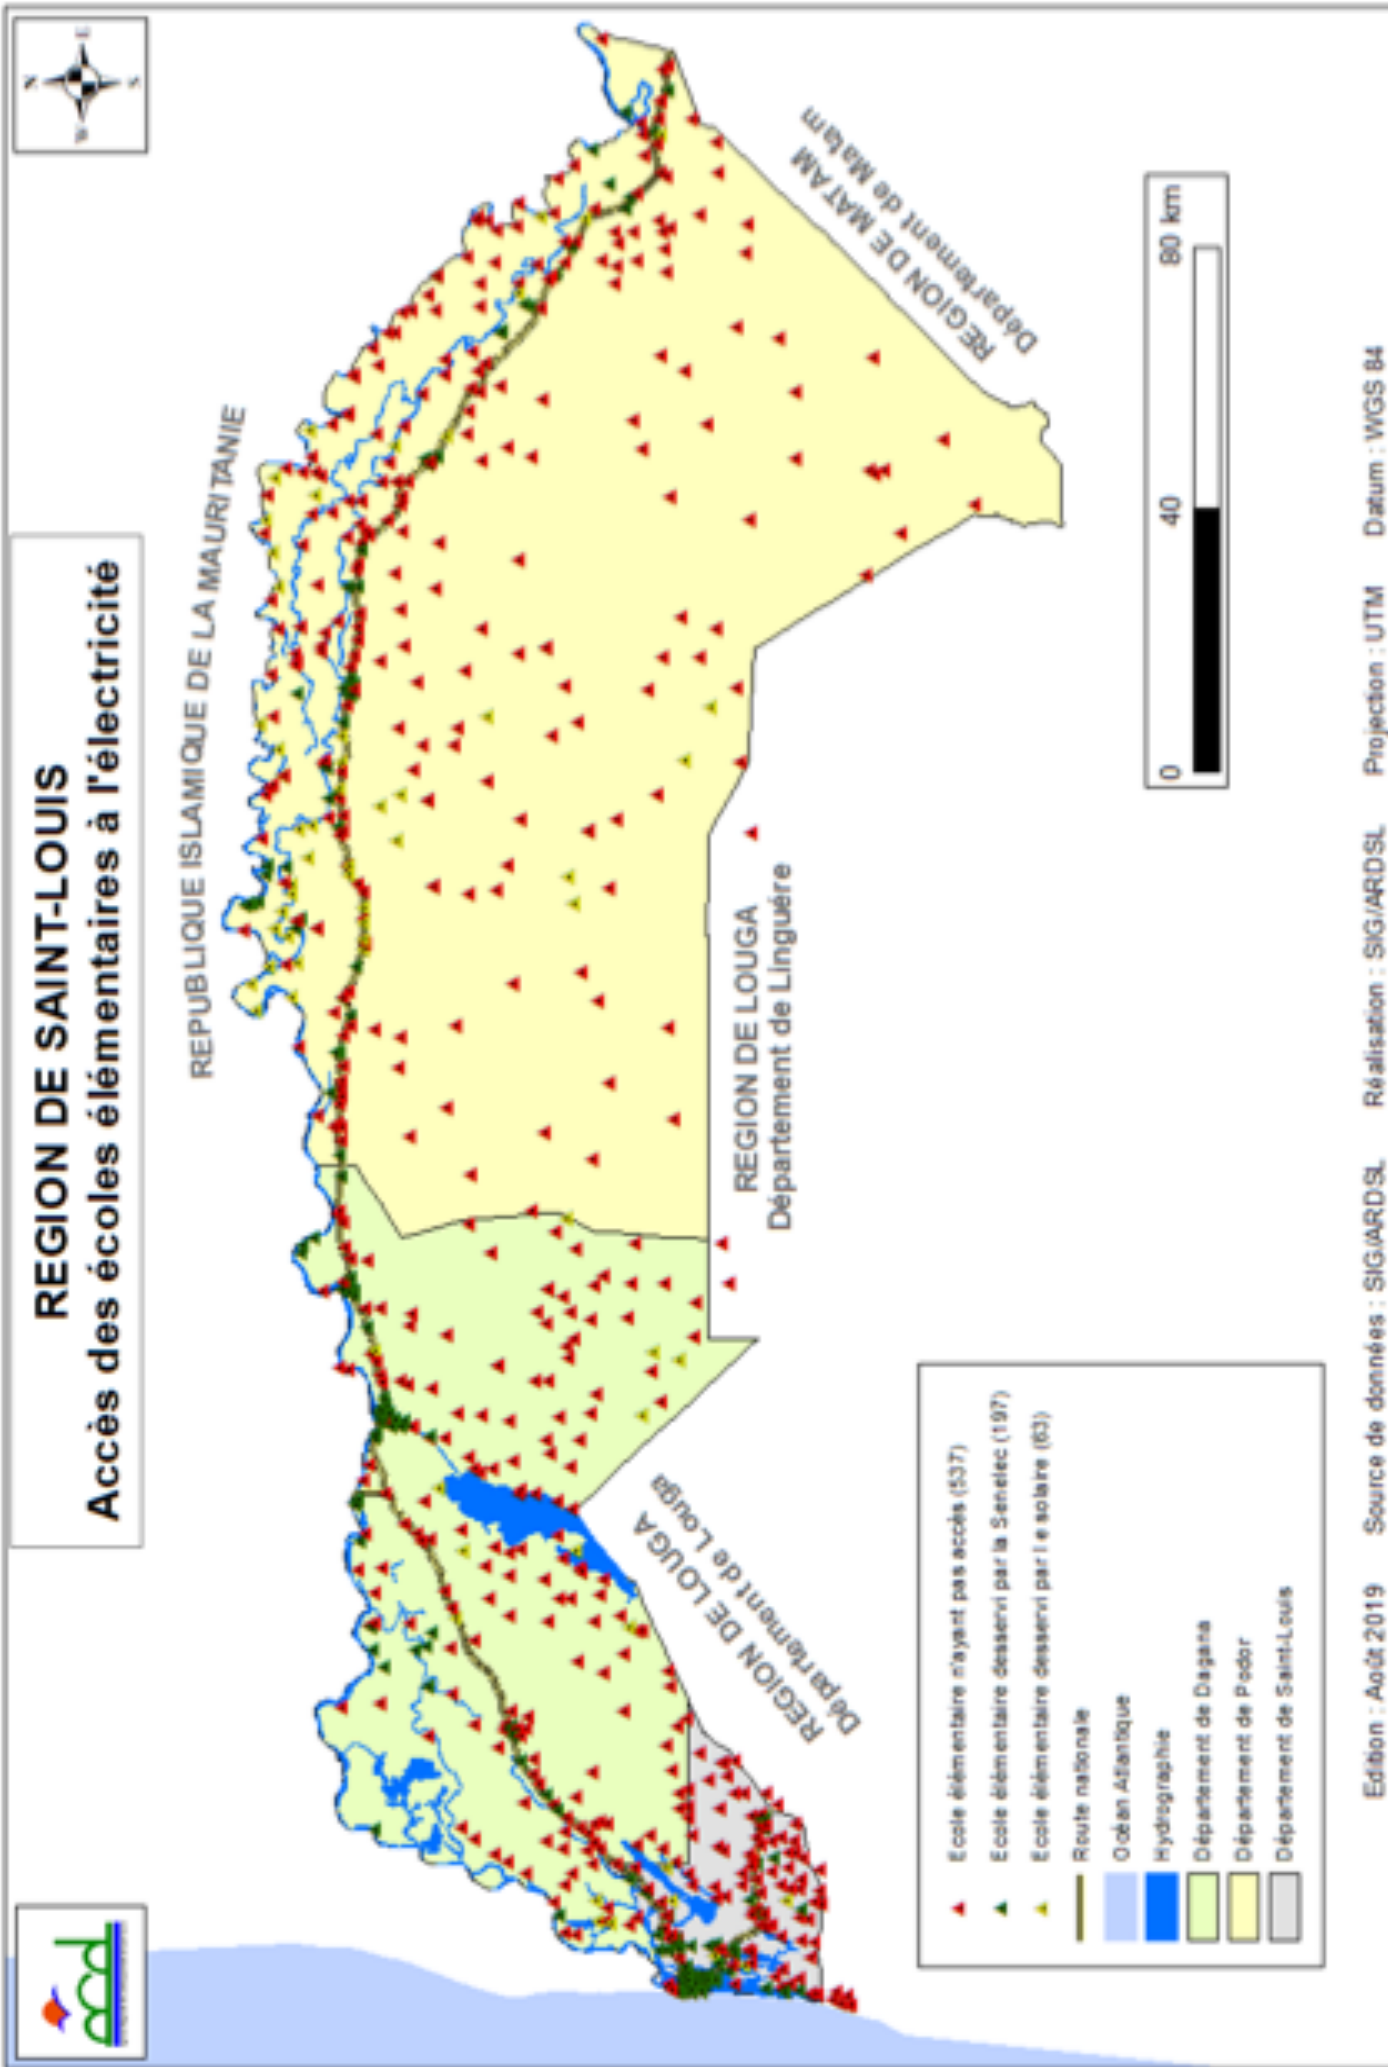 REGION DE SAINT-LOUIS
Accès des écoles élémentaires à l'électricité
N
W
E
S
REPUBLIQUE ISLAMIQUE DE LA MAURITANIE
REGION DE MATAM
Département de Matam
REGION DE LOUGA
Département de Linguére
REGION DE LOUGA
Département de Louga
0 40 80 km
Ecole élémentaire n'ayant pas accès (537)
Ecole élémentaire desservi par la Senelec (197)
Ecole élémentaire desservi par l e solaire (63)
Route nationale
Océan Atlantique
Hydrographie
Département de Dagana
Département de Podor
Département de Saint-Louis
Edition : Août 2019 Source de données : SIG/ARDSL Réalisation : SIG/ARDSL Projection : UTM Datum : WGS 84